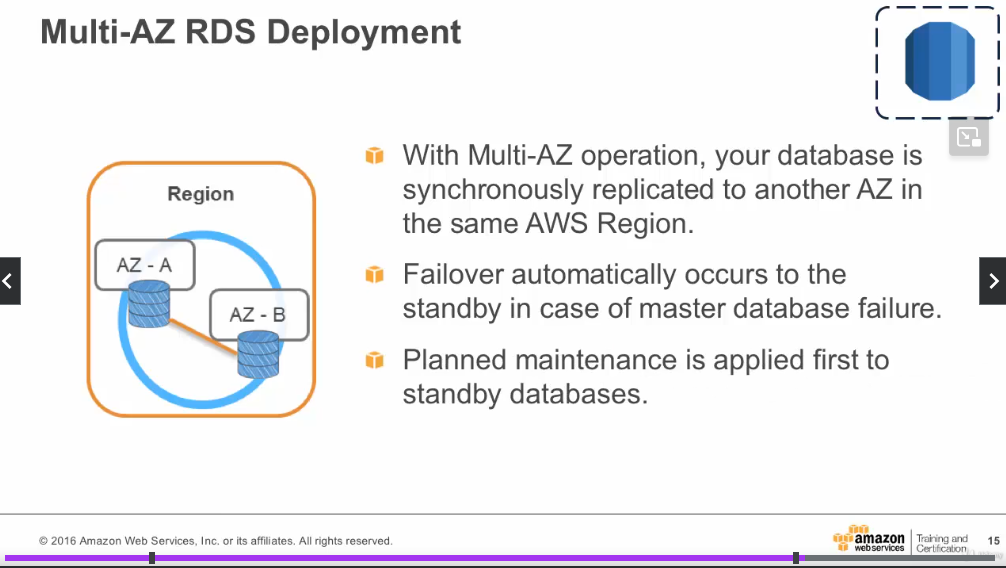 Multi-AZ RDS Deployment
Region
AZ - A
AZ - B
With Multi-AZ operation, your database is
synchronously replicated to another AZ in
the same AWS Region.
Failover automatically occurs to the
standby in case of master database failure.
Planned maintenance is applied first to
standby databases.
© 2016 Amazon Web Services, Inc. or its affiliates. All rights reserved.
amazon
webservices
Training and
Certification
15